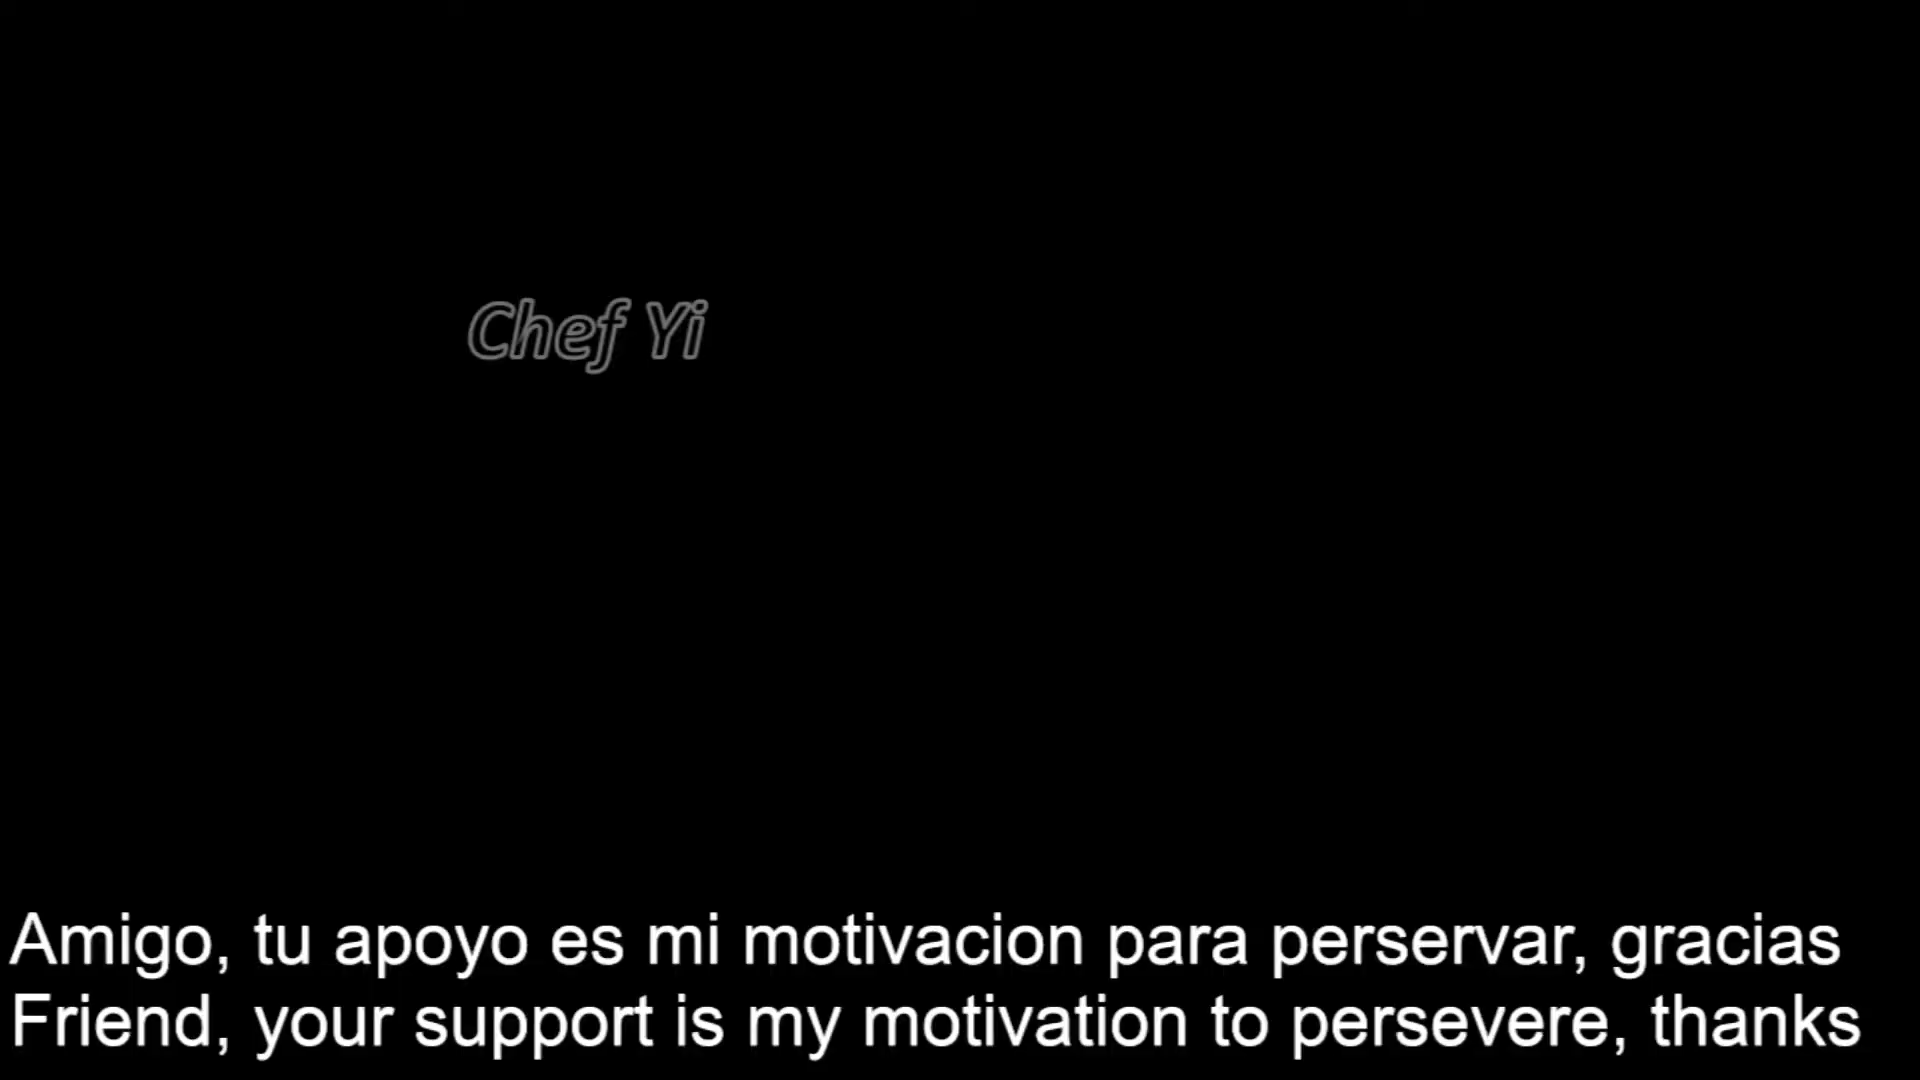 Chef Yi
Amigo, tu apoyo es mi motivacion para perservar, gracias
Friend, your support is my motivation to persevere, thanks